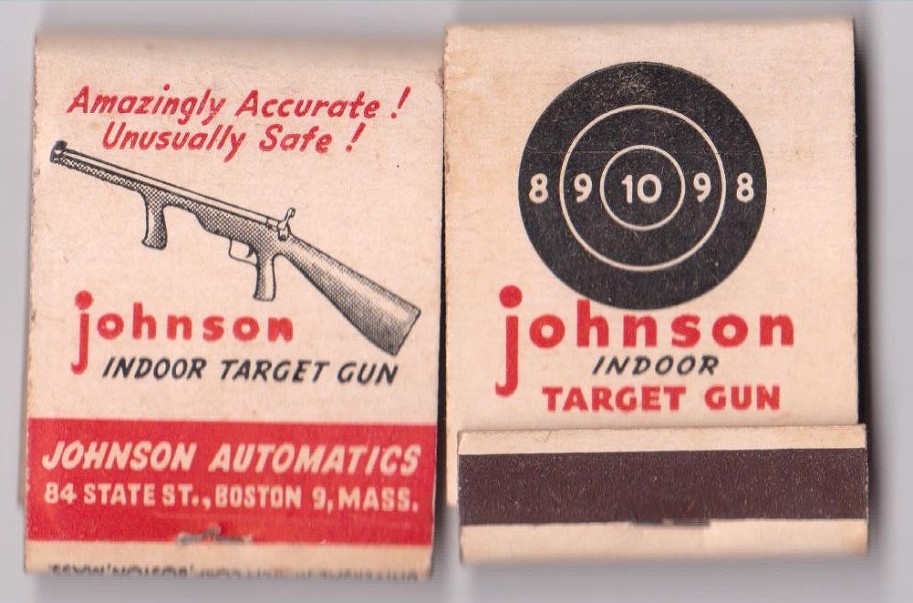 Amazingly Accurate !
Unusually Safe !
johnson
INDOOR TARGET GUN
JOHNSON AUTOMATICS
84 STATE ST., BOSTON 9, MASS.
8 9 10 9 8
johnson
INDOOR
TARGET GUN